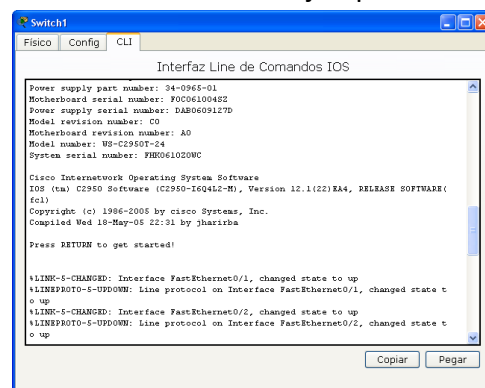 Switch1
Físico Config CLI
Interfaz Line de Comandos IOS
Power supply part number: 34-0965-01
Motherboard serial number: FOC061004SZ
Power supply serial number: DAB0609127D
Model revision number: C0
Motherboard revision number: A0
Model number: WS-C2950T-24
System serial number: FHK0610Z0WC
Cisco Internetwork Operating System Software
IOS (tm) C2950 Software (C2950-I6Q4L2-M), Version 12.1(22)EA4, RELEASE SOFTWARE(
fc1)
Copyright (c) 1986-2005 by cisco Systems, Inc.
Compiled Wed 18-May-05 22:31 by jharirba
Press RETURN to get started!
%LINK-5-CHANGED: Interface FastEthernet0/1, changed state to up
%LINEPROTO-5-UPDOWN: Line protocol on Interface FastEthernet0/1, changed state t
o up
%LINK-5-CHANGED: Interface FastEthernet0/2, changed state to up
%LINEPROTO-5-UPDOWN: Line protocol on Interface FastEthernet0/2, changed state t
o up
Copiar Pegar